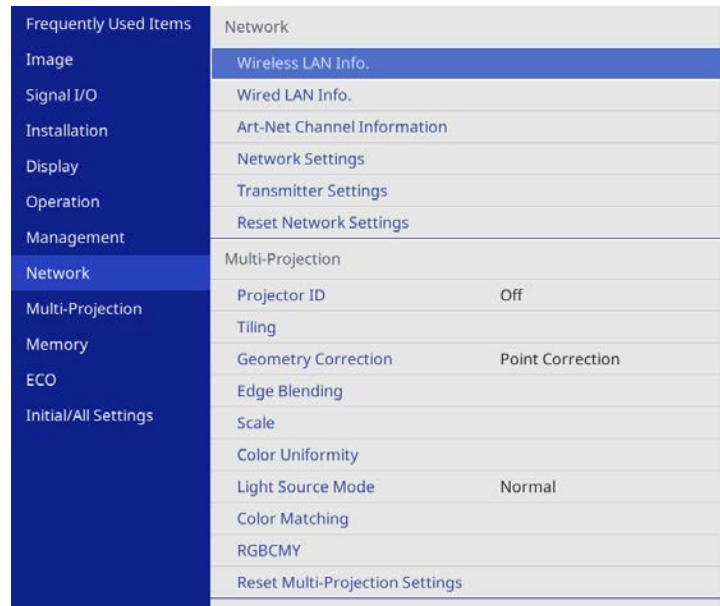 Frequently Used Items
Image
Signal I/O
Installation
Display
Operation
Management
Network
Multi-Projection
Memory
ECO
Initial/All Settings
Network
Wireless LAN Info.
Wired LAN Info.
Art-Net Channel Information
Network Settings
Transmitter Settings
Reset Network Settings
Multi-Projection
Projector ID Off
Tiling
Geometry Correction Point Correction
Edge Blending
Scale
Color Uniformity
Light Source Mode Normal
Color Matching
RGBCMY
Reset Multi-Projection Settings